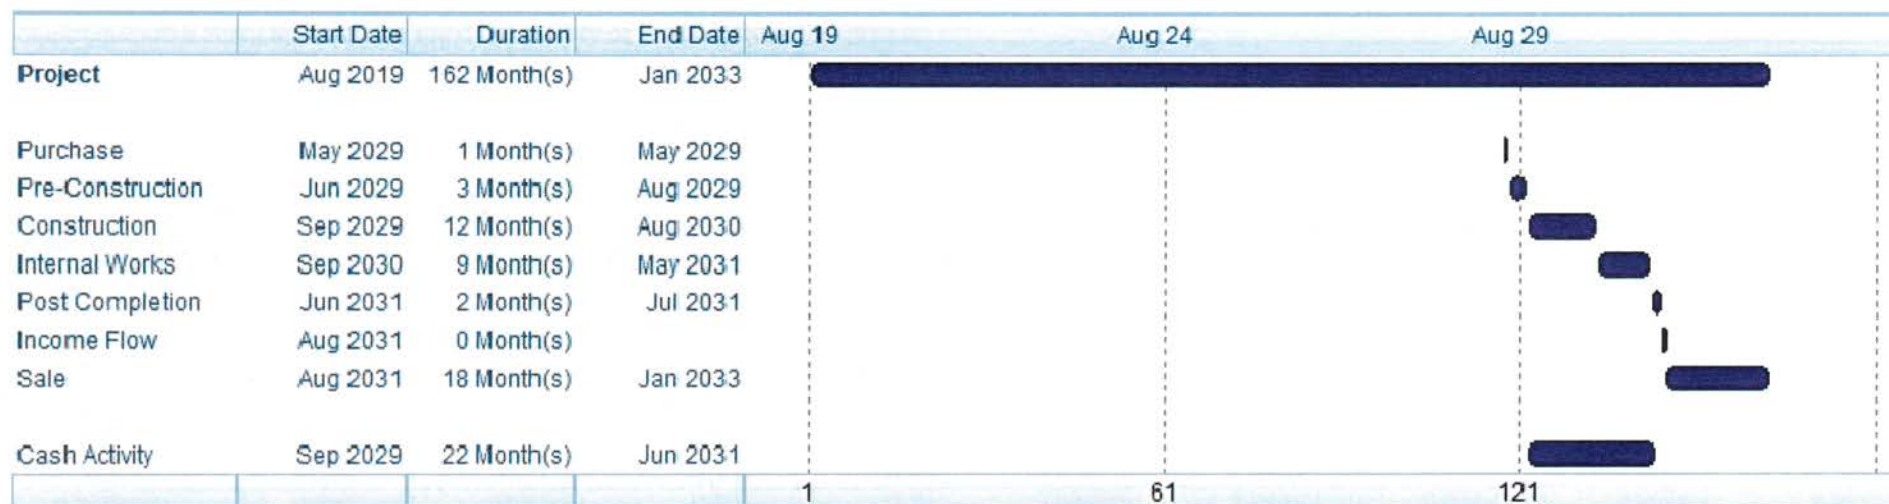 Start Date Duration End Date Aug 19 Aug 24 Aug 29
Project Aug 2019 162 Month(s) Jan 2033
Purchase May 2029 1 Month(s) May 2029
Pre-Construction Jun 2029 3 Month(s) Aug 2029
Construction Sep 2029 12 Month(s) Aug 2030
Internal Works Sep 2030 9 Month(s) May 2031
Post Completion Jun 2031 2 Month(s) Jul 2031
Income Flow Aug 2031 0 Month(s)
Sale Aug 2031 18 Month(s) Jan 2033
Cash Activity Sep 2029 22 Month(s) Jun 2031
1 61 121